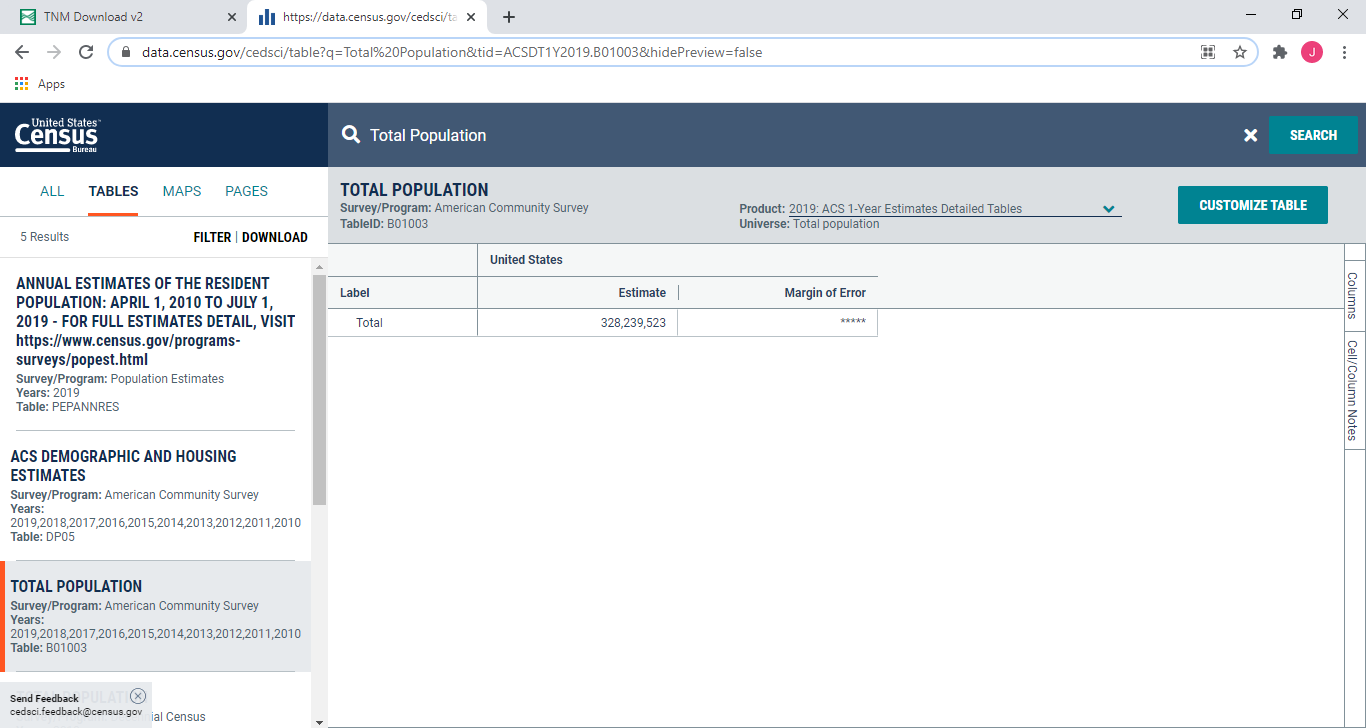 TNM Download v2
https://data.census.gov/cedsci/ta
data.census.gov/cedsci/table?q=Total%20Population&tid=ACSDT1Y2019.B01003&hidePreview=false
J
Apps
United States™
Census
Bureau
Total Population
SEARCH
ALL
TABLES
MAPS
PAGES
5 Results
FILTER | DOWNLOAD
ANNUAL ESTIMATES OF THE RESIDENT
POPULATION: APRIL 1, 2010 TO JULY 1,
2019 - FOR FULL ESTIMATES DETAIL, VISIT
https://www.census.gov/programs-
surveys/popest.html
Survey/Program: Population Estimates
Years: 2019
Table: PEPANNRES
ACS DEMOGRAPHIC AND HOUSING
ESTIMATES
Survey/Program: American Community Survey
Years:
2019,2018,2017,2016,2015,2014,2013,2012,2011,2010
Table: DP05
TOTAL POPULATION
Survey/Program: American Community Survey
Years:
2019,2018,2017,2016,2015,2014,2013,2012,2011,2010
Table: B01003
TOTAL POPULATION
ial Census
Send Feedback
cedsci.feedback@census.gov
TOTAL POPULATION
Survey/Program: American Community Survey
TableID: B01003
Product: 2019: ACS 1-Year Estimates Detailed Tables
Universe: Total population
CUSTOMIZE TABLE
United States
Label
Estimate
Margin of Error
Total
328,239,523
*****
Columns
Cell/Column Notes